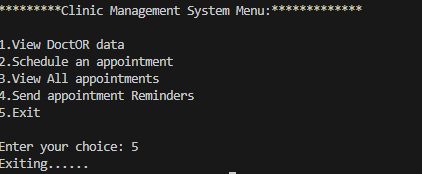 *********Clinic Management System Menu:*************
1.View DoctOR data
2.Schedule an appointment
3.View All appointments
4.Send appointment Reminders
5.Exit
Enter your choice: 5
Exiting......